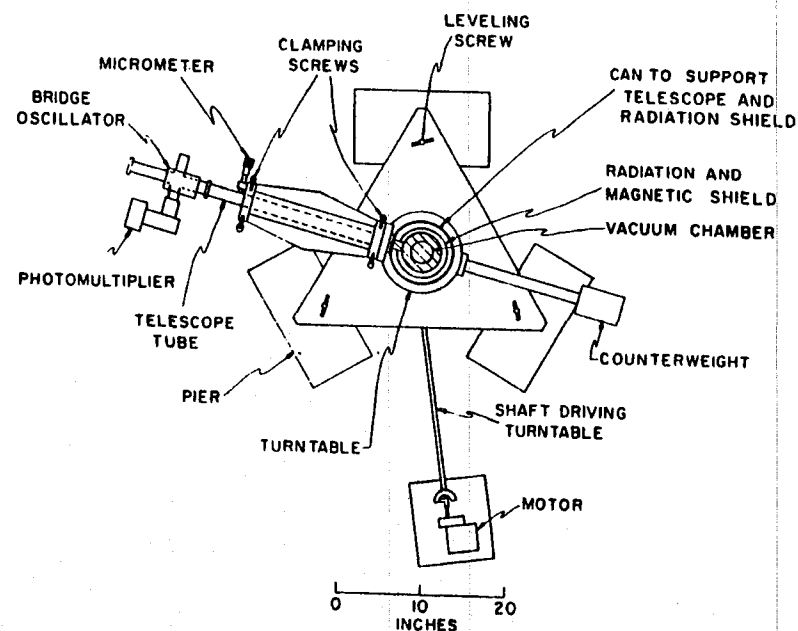 LEVELING
SCREW
CLAMPING
SCREWS
MICROMETER
BRIDGE
OSCILLATOR
CAN TO SUPPORT
TELESCOPE AND
RADIATION SHIELD
RADIATION AND
MAGNETIC SHIELD
VACUUM CHAMBER
PHOTOMULTIPLIER
TELESCOPE
TUBE
PIER
COUNTERWEIGHT
SHAFT DRIVING
TURNTABLE
TURNTABLE
MOTOR
0 10 20
INCHES